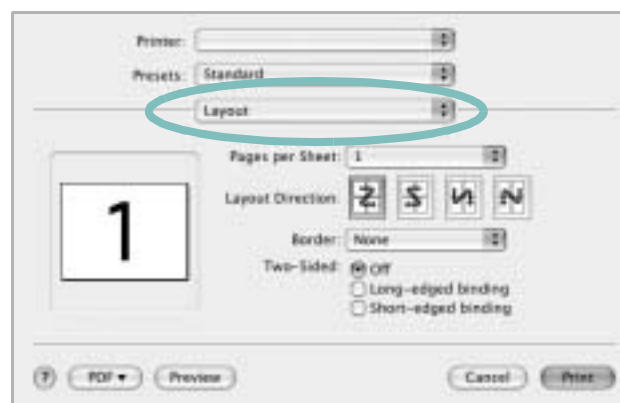 Printer:
Presets: Standard
Layout
Pages per Sheet: 1
Layout Direction:
1
Border: None
Two-Sided: Off
Long-edged binding
Short-edged binding
? PDF ▼ Preview Cancel Print